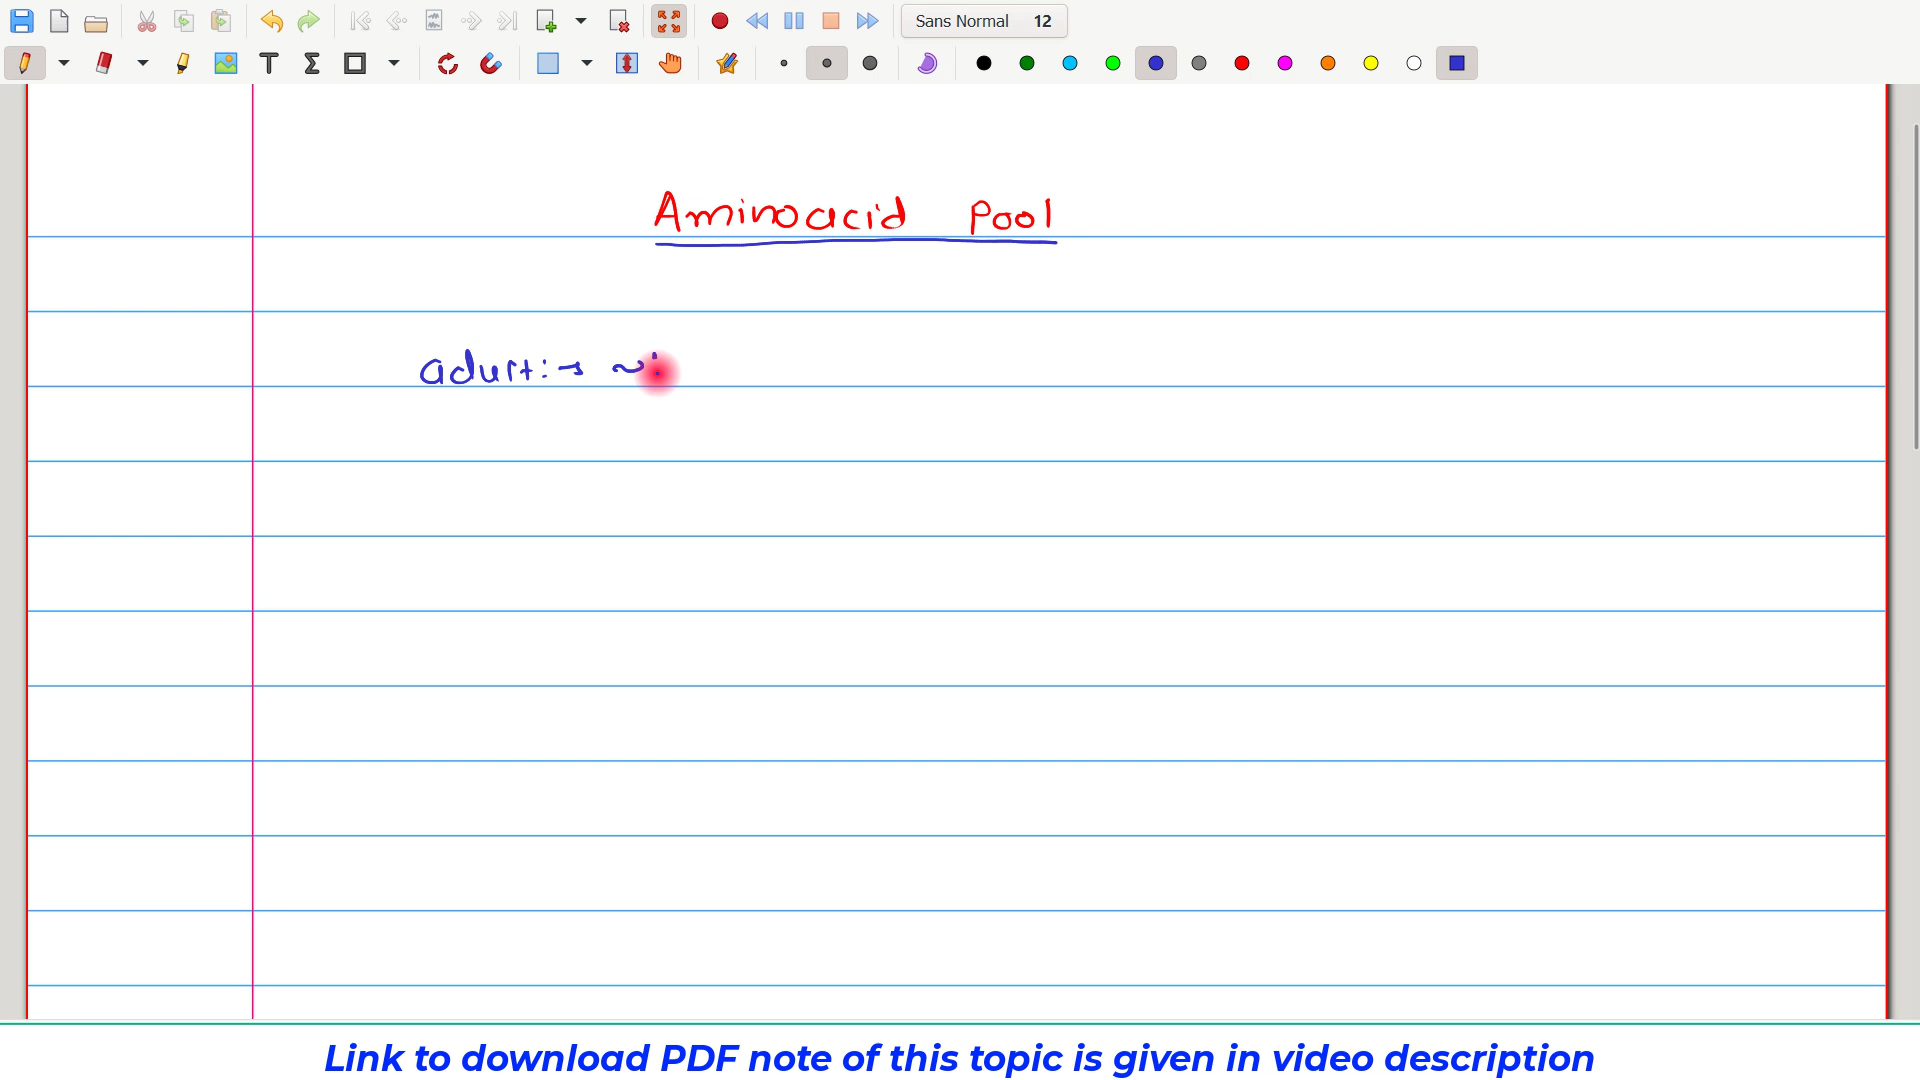 Sans Normal 12
Aminoacid Pool
adult:→ ~
Link to download PDF note of this topic is given in video description